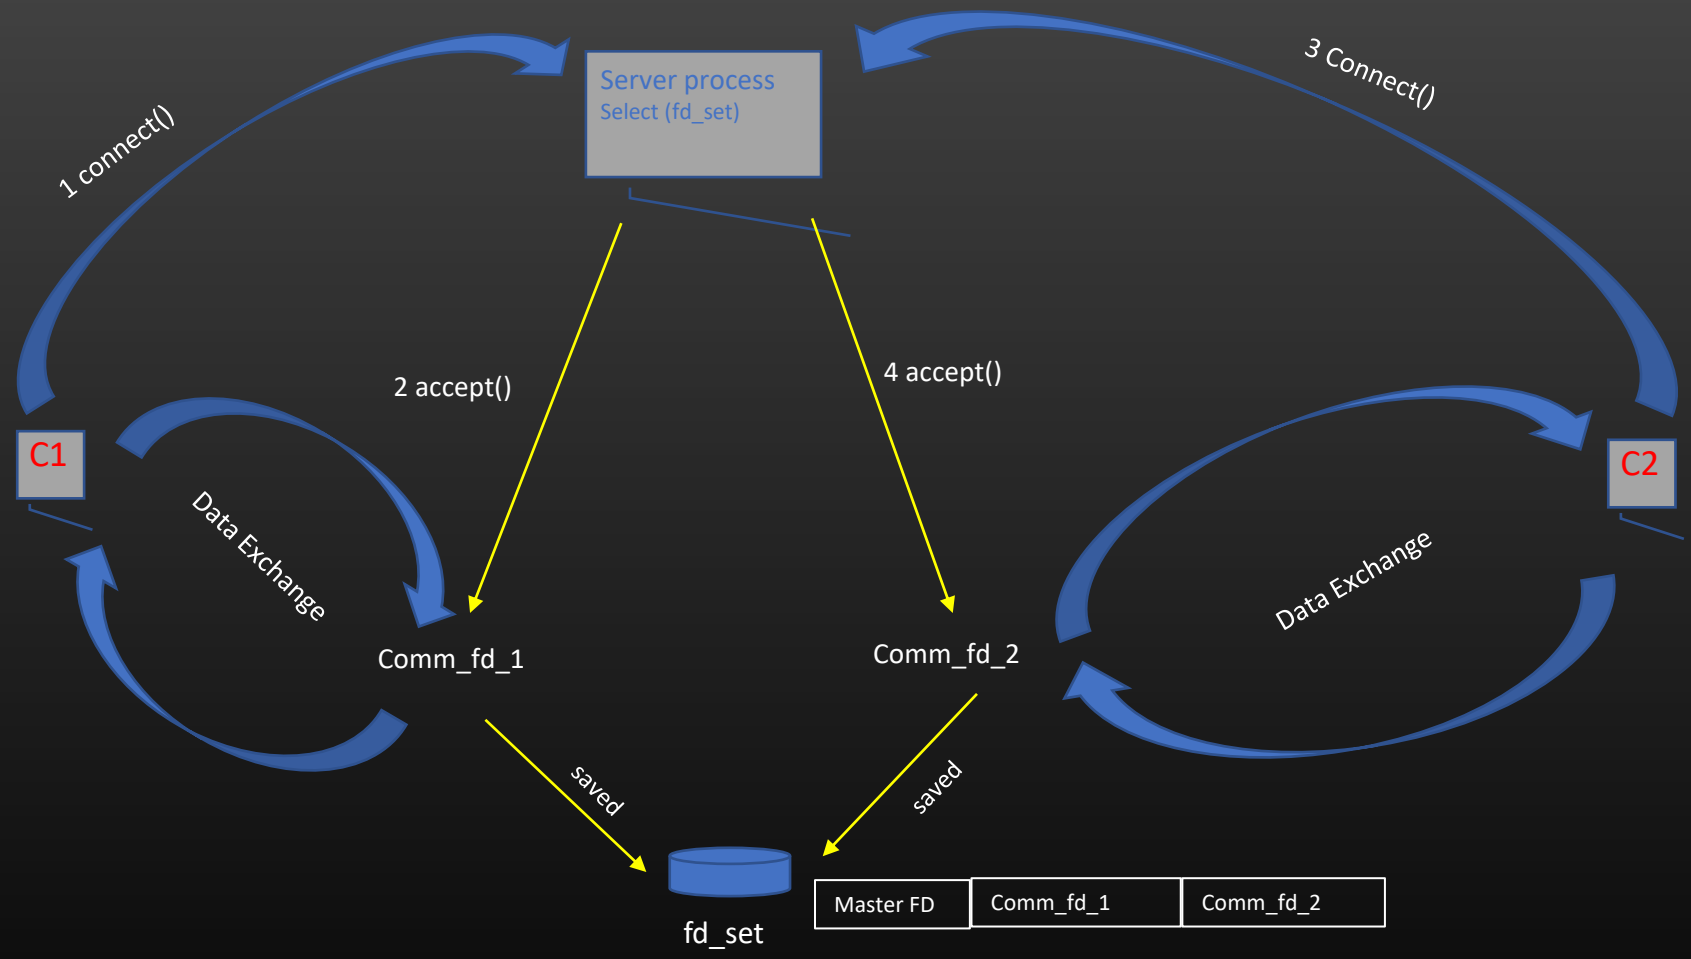 3 Connect()
Server process
Select (fd_set)
1 connect()
4 accept()
2 accept()
C1
C2
Data Exchange
Data Exchange
Comm_fd_1
Comm_fd_2
saved
saved
Master FD
Comm_fd_1
Comm_fd_2
fd_set